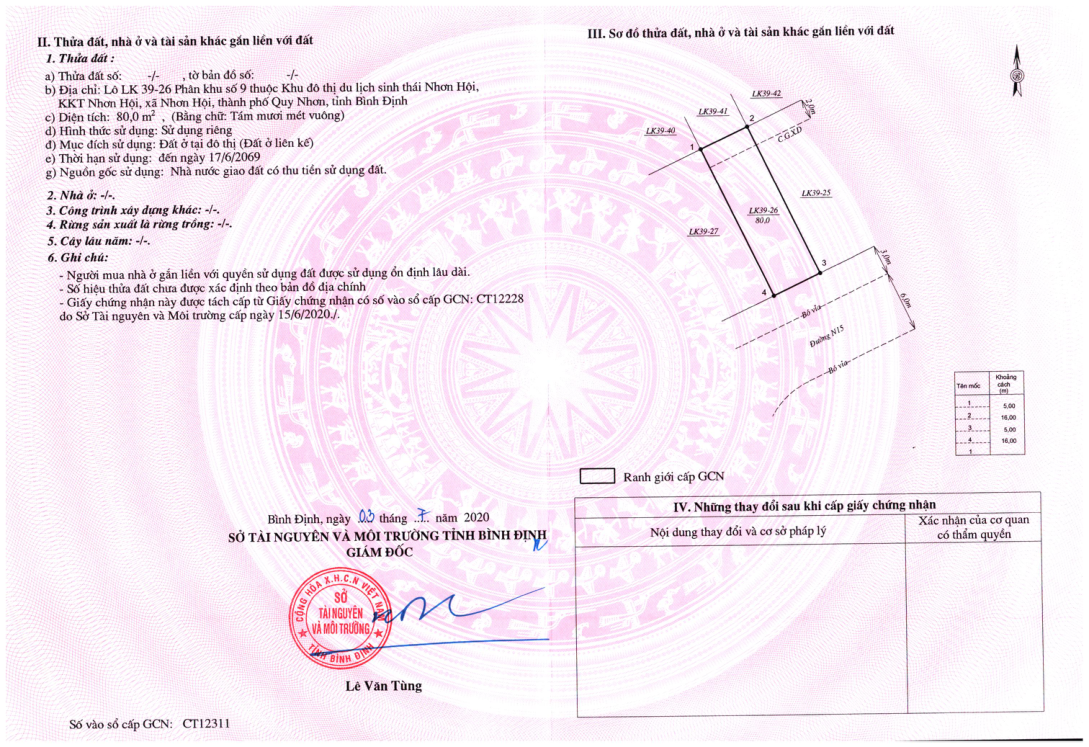 II. Thửa đất, nhà ở và tài sản khác gắn liền với đất
1. Thửa đất :
a) Thửa đất số: -/- , tờ bản đồ số: -/-
b) Địa chỉ: Lô LK 39-26 Phân khu số 9 thuộc Khu đô thị du lịch sinh thái Nhơn Hội,
KKT Nhơn Hội, xã Nhơn Hội, thành phố Quy Nhơn, tỉnh Bình Định
c) Diện tích: 80,0 m² , (Bằng chữ: Tám mươi mét vuông)
d) Hình thức sử dụng: Sử dụng riêng
đ) Mục đích sử dụng: Đất ở tại đô thị (Đất ở liên kế)
e) Thời hạn sử dụng: đến ngày 17/6/2069
g) Nguồn gốc sử dụng: Nhà nước giao đất có thu tiền sử dụng đất.
2. Nhà ở: -/-.
3. Công trình xây dựng khác: -/-.
4. Rừng sản xuất là rừng trồng: -/-.
5. Cây lâu năm: -/-.
6. Ghi chú:
- Người mua nhà ở gắn liền với quyền sử dụng đất được sử dụng ổn định lâu dài.
- Số hiệu thửa đất chưa được xác định theo bản đồ địa chính
- Giấy chứng nhận này được tách cấp từ Giấy chứng nhận có số vào sổ cấp GCN: CT12228
do Sở Tài nguyên và Môi trường cấp ngày 15/6/2020./.
Bình Định, ngày 03 tháng 7 năm 2020
SỞ TÀI NGUYÊN VÀ MÔI TRƯỜNG TỈNH BÌNH ĐỊNH
GIÁM ĐỐC
CỘNG HÒA X.H.C.N VIỆT NAM
SỞ
TÀI NGUYÊN
VÀ MÔI TRƯỜNG
TỈNH BÌNH ĐỊNH
Lê Văn Tùng
Số vào sổ cấp GCN: CT12311
III. Sơ đồ thửa đất, nhà ở và tài sản khác gắn liền với đất
LK39-42
LK39-41
2,0m
LK39-40
2
C.G.XD
1
LK39-25
LK39-26
80,0
LK39-27
3
3,0m
4
6,0m
Bó vỉa
Đường N15
Bó vỉa
Tên mốc
Khoảng
cách
(m)
1
5,00
2
16,00
3
5,00
4
16,00
1
Ranh giới cấp GCN
IV. Những thay đổi sau khi cấp giấy chứng nhận
Nội dung thay đổi và cơ sở pháp lý
Xác nhận của cơ quan
có thẩm quyền